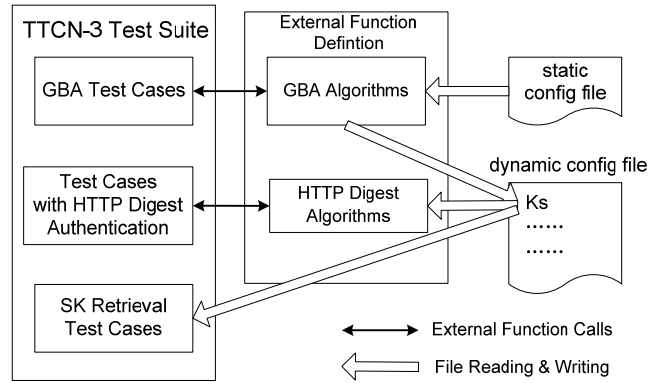 TTCN-3 Test Suite
External Function
Defintion
GBA Test Cases
GBA Algorithms
static
config file
dynamic config file
Test Cases
with HTTP Digest
Authentication
HTTP Digest
Algorithms
Ks
......
......
SK Retrieval
Test Cases
External Function Calls
File Reading & Writing